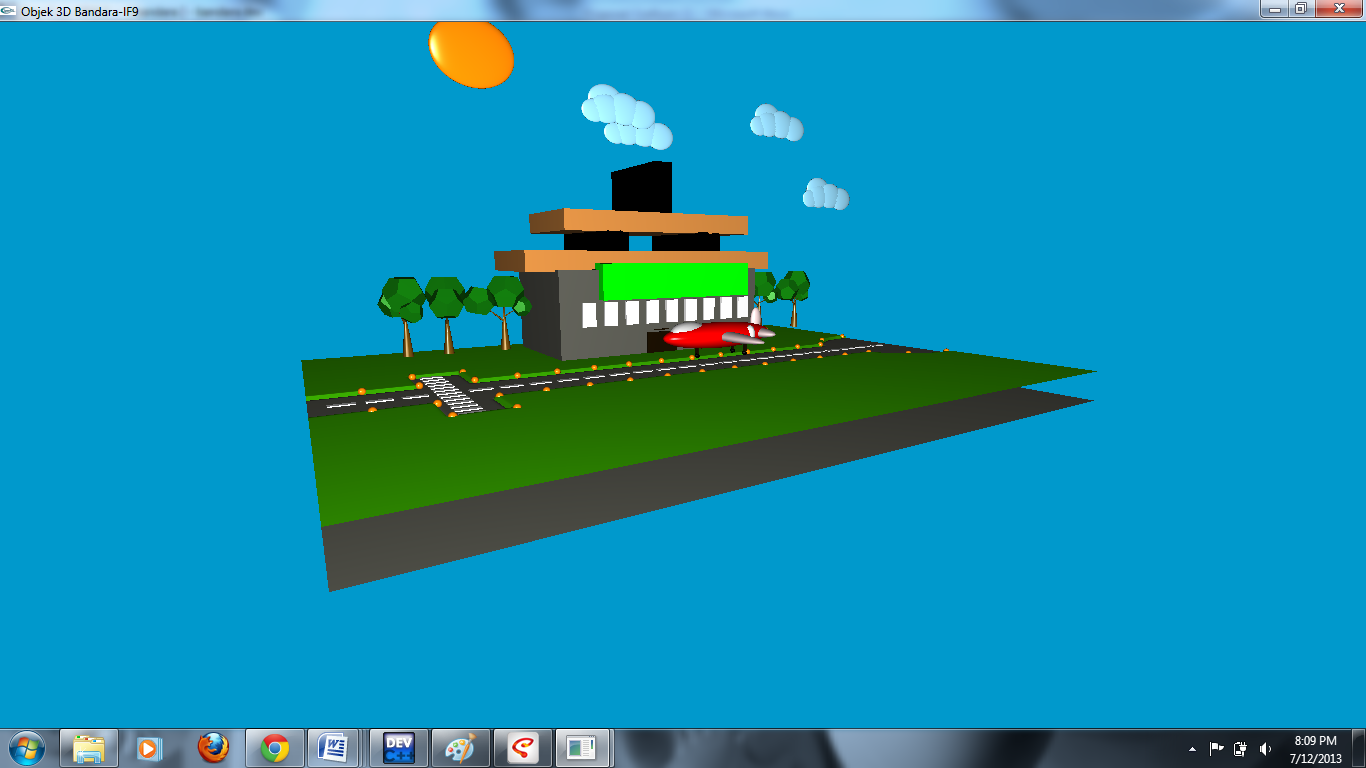 Objek 3D Bandara-IF9
DEV
C++
8:09 PM
7/12/2013